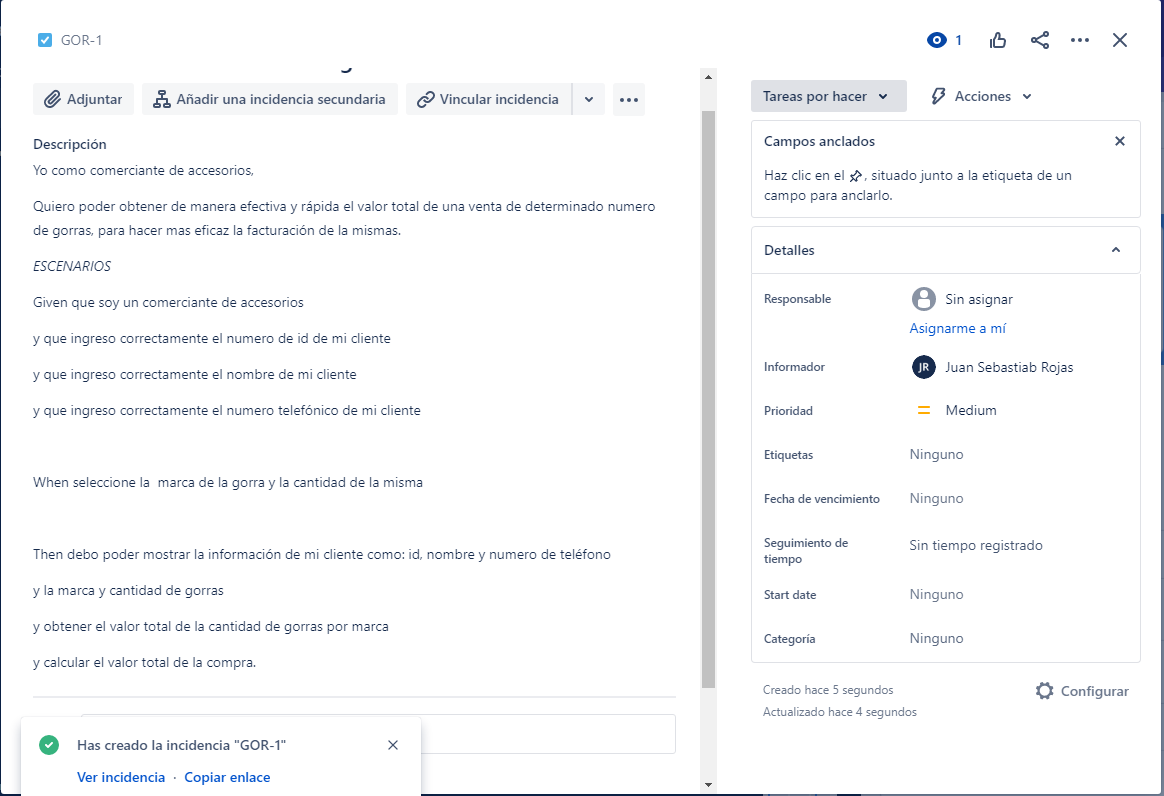 GOR-1
1
Adjuntar
Añadir una incidencia secundaria
Vincular incidencia
Descripción
Yo como comerciante de accesorios,
Quiero poder obtener de manera efectiva y rápida el valor total de una venta de determinado numero
de gorras, para hacer mas eficaz la facturación de la mismas.
ESCENARIOS
Given que soy un comerciante de accesorios
y que ingreso correctamente el numero de id de mi cliente
y que ingreso correctamente el nombre de mi cliente
y que ingreso correctamente el numero telefónico de mi cliente
When seleccione la  marca de la gorra y la cantidad de la misma
Then debo poder mostrar la información de mi cliente como: id, nombre y numero de teléfono
y la marca y cantidad de gorras
y obtener el valor total de la cantidad de gorras por marca
y calcular el valor total de la compra.
Has creado la incidencia "GOR-1"
Ver incidencia · Copiar enlace
Tareas por hacer
Acciones
Campos anclados
Haz clic en el , situado junto a la etiqueta de un
campo para anclarlo.
Detalles
Responsable
Sin asignar
Asignarme a mí
Informador
JR
Juan Sebastiab Rojas
Prioridad
Medium
Etiquetas
Ninguno
Fecha de vencimiento
Ninguno
Seguimiento de
tiempo
Sin tiempo registrado
Start date
Ninguno
Categoría
Ninguno
Creado hace 5 segundos
Actualizado hace 4 segundos
Configurar